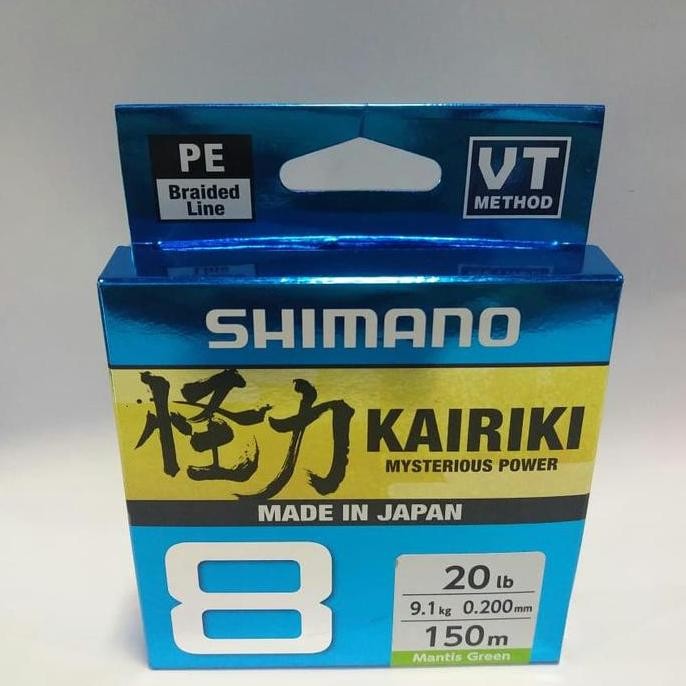 PE
Braided
Line
VT
METHOD
SHIMANO
怪力 KAIRIKI
MYSTERIOUS POWER
MADE IN JAPAN
8
20 lb
9.1kg 0.200mm
150m
Mantis Green